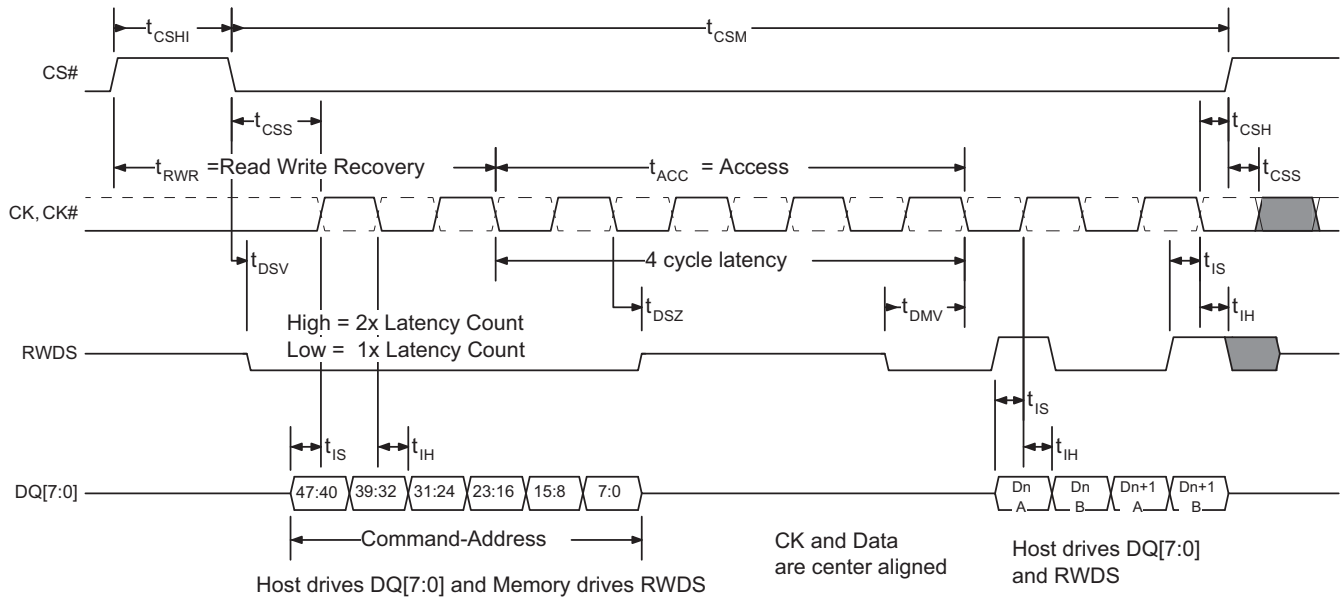 tCSHI
tCSM
CS#
tCSS
tCSH
tRWR =Read Write Recovery
tACC = Access
tCSS
CK, CK#
tDSV
4 cycle latency
tIS
tDSZ
tDMV
tIH
High = 2x Latency Count
Low = 1x Latency Count
RWDS
tIS
tIS
tIH
tIH
DQ[7:0]
47:40 39:32 31:24 23:16 15:8 7:0
Dn A
Dn B
Dn+1 A
Dn+1 B
Command-Address
CK and Data
are center aligned
Host drives DQ[7:0]
and RWDS
Host drives DQ[7:0] and Memory drives RWDS